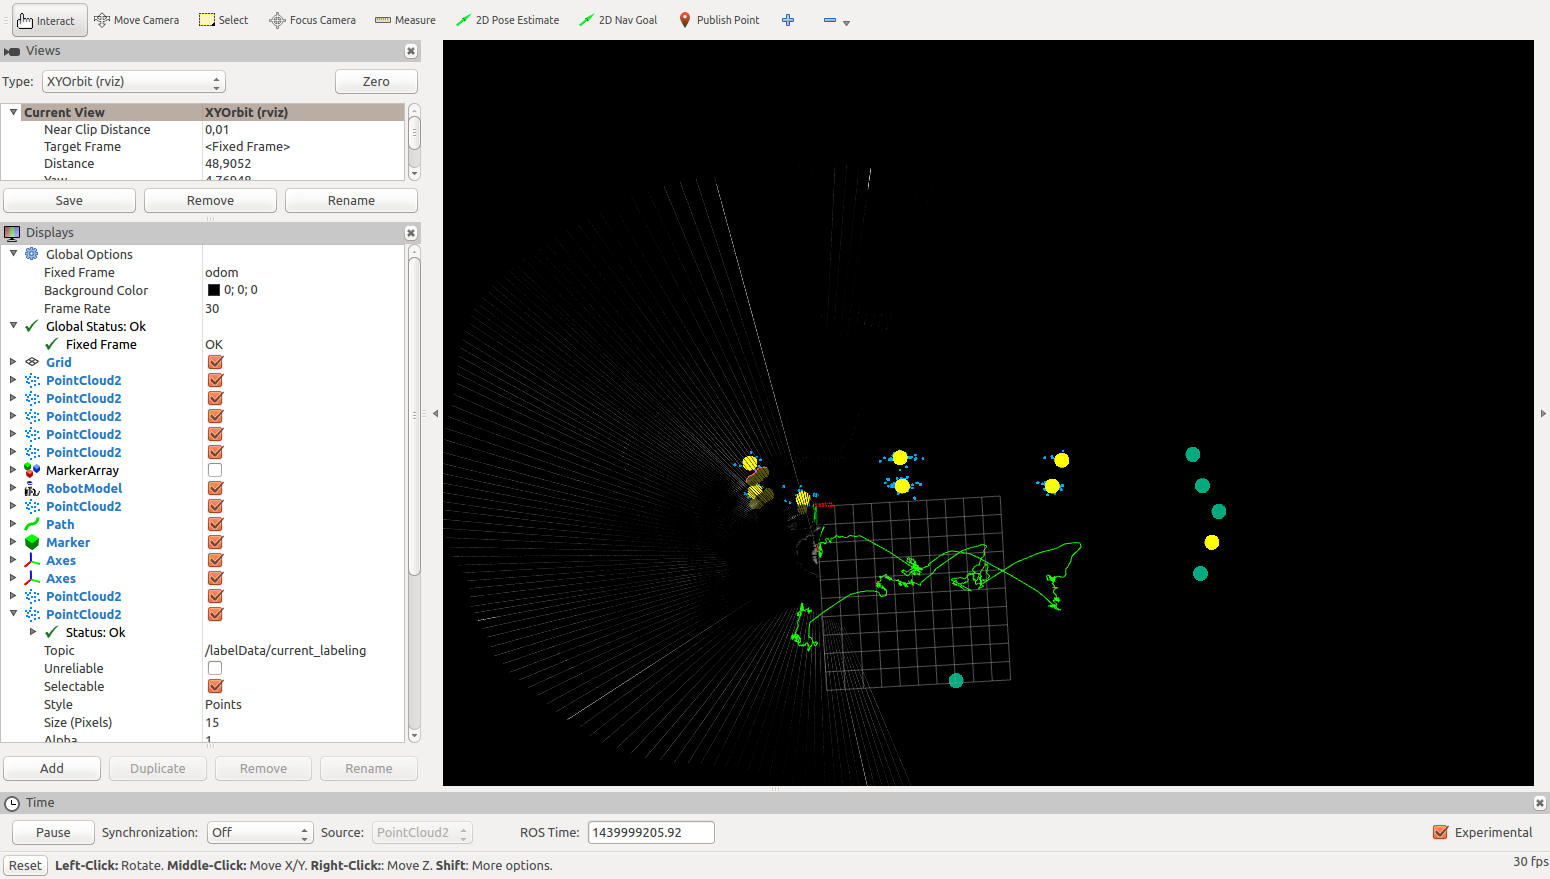 Interact Move Camera Select Focus Camera Measure 2D Pose Estimate 2D Nav Goal Publish Point
Views
Type: XYOrbit (rviz) Zero
Current View XYOrbit (rviz)
Near Clip Distance 0,01
Target Frame <Fixed Frame>
Distance 48,9052
Yaw 4,76948
Save Remove Rename
Displays
Global Options
Fixed Frame odom
Background Color 0; 0; 0
Frame Rate 30
Global Status: Ok
Fixed Frame OK
Grid
PointCloud2
PointCloud2
PointCloud2
PointCloud2
PointCloud2
MarkerArray
RobotModel
PointCloud2
Path
Marker
Axes
Axes
PointCloud2
PointCloud2
Status: Ok
Topic /labelData/current_labeling
Unreliable
Selectable
Style Points
Size (Pixels) 15
Alpha 1
Add Duplicate Remove Rename
Time
Pause Synchronization: Off Source: PointCloud2 ROS Time: 1439999205.92 Experimental
Reset Left-Click: Rotate. Middle-Click: Move X/Y. Right-Click:: Move Z. Shift: More options. 30 fps